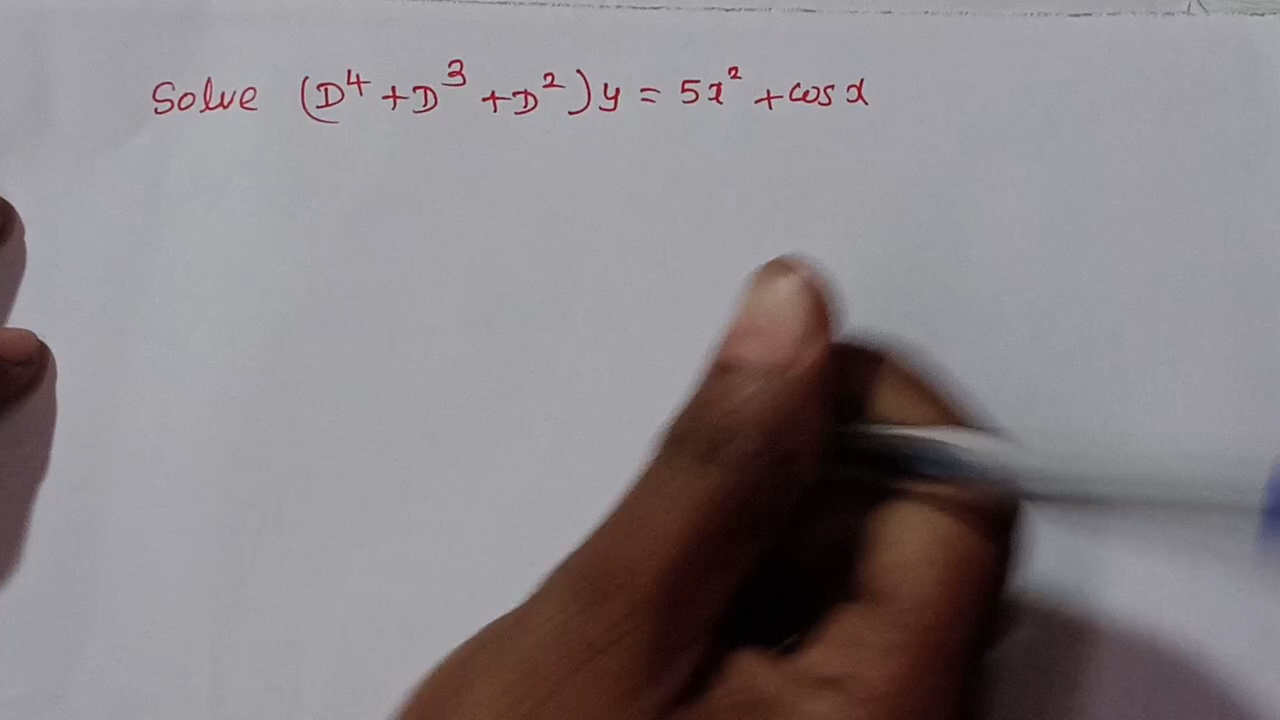 Solve (D⁴ + D³ + D²) y = 5x² + cos x